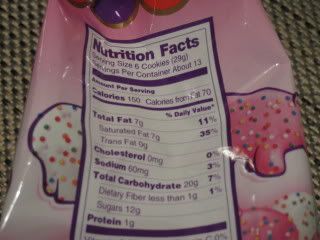 Nutrition Facts
Serving Size 6 Cookies (29g)
Servings Per Container About 13
Amount Per Serving
Calories 150 Calories from Fat 70
% Daily Value*
Total Fat 7g 11%
Saturated Fat 7g 35%
Trans Fat 0g
Cholesterol 0mg 0%
Sodium 60mg 3%
Total Carbohydrate 20g 7%
Dietary Fiber less than 1g 1%
Sugars 12g
Protein 1g